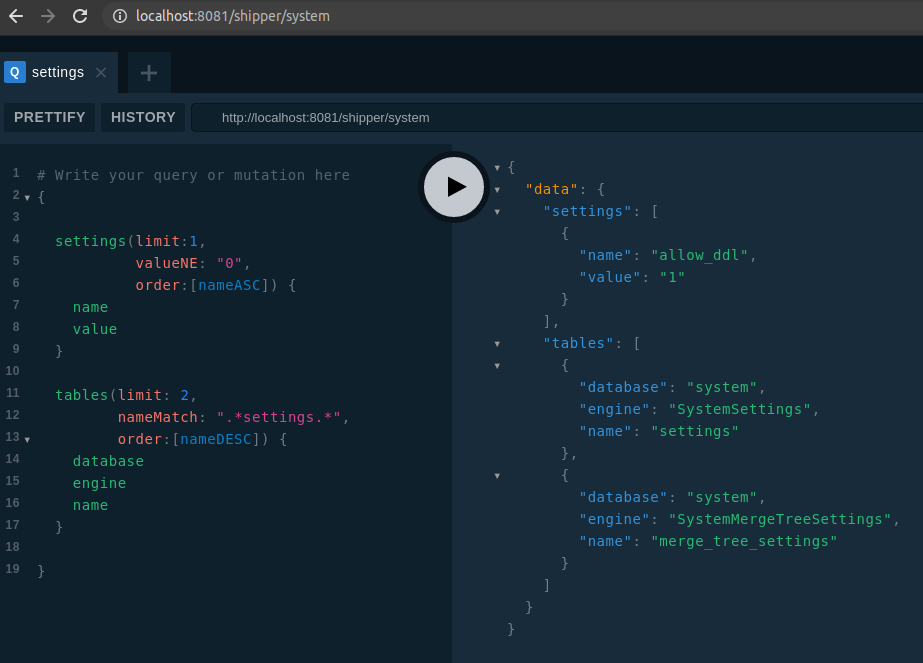 localhost:8081/shipper/system
Q settings
PRETTIFY HISTORY http://localhost:8081/shipper/system
1 # Write your query or mutation here
2 {
3
4 settings(limit:1,
5 valueNE: "0",
6 order:[nameASC]) {
7 name
8 value
9 }
10
11 tables(limit: 2,
12 nameMatch: ".*settings.*",
13 order:[nameDESC]) {
14 database
15 engine
16 name
17 }
18
19 }
{
"data": {
"settings": [
{
"name": "allow_ddl",
"value": "1"
}
],
"tables": [
{
"database": "system",
"engine": "SystemSettings",
"name": "settings"
},
{
"database": "system",
"engine": "SystemMergeTreeSettings",
"name": "merge_tree_settings"
}
]
}
}